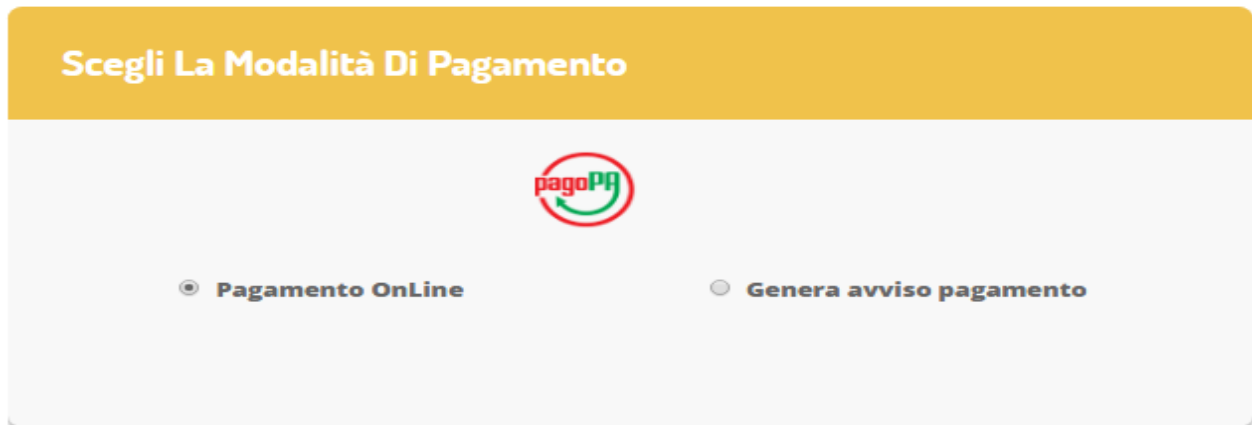 Scegli La Modalità Di Pagamento
pagoPA
Pagamento OnLine
Genera avviso pagamento